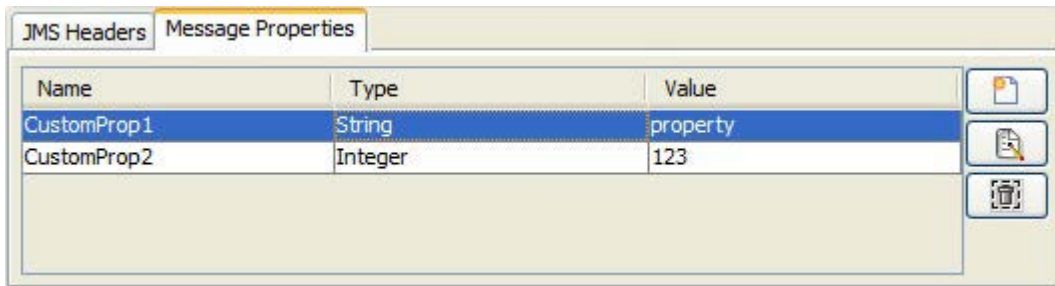 JMS Headers Message Properties
Name Type Value
CustomProp1 String property
CustomProp2 Integer 123